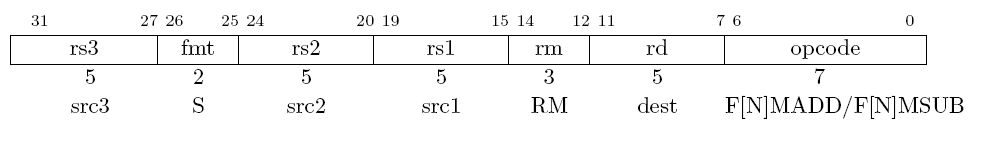 31 27 26 25 24 20 19 15 14 12 11 7 6 0
rs3 fmt rs2 rs1 rm rd opcode
5 2 5 5 3 5 7
src3 S src2 src1 RM dest F[N]MADD/F[N]MSUB